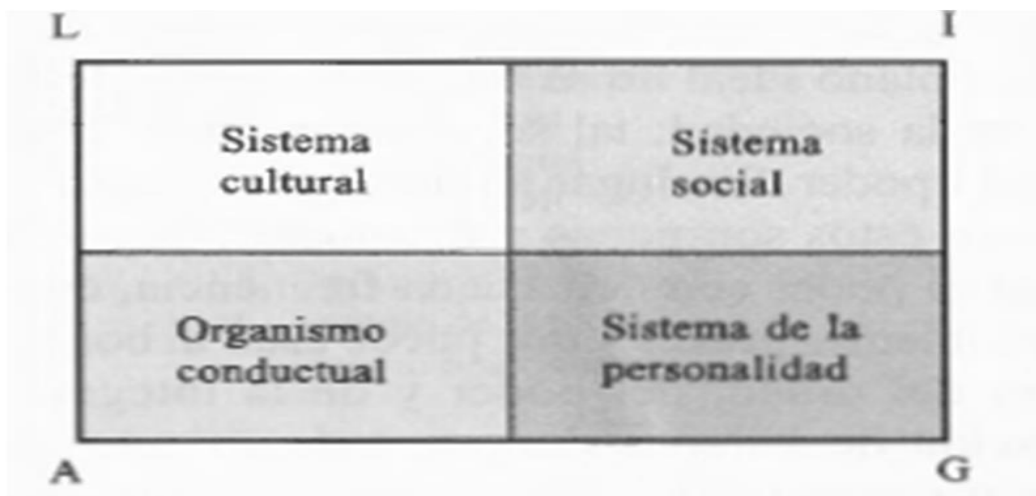 L I
Sistema cultural
Sistema social
Organismo conductual
Sistema de la personalidad
A G